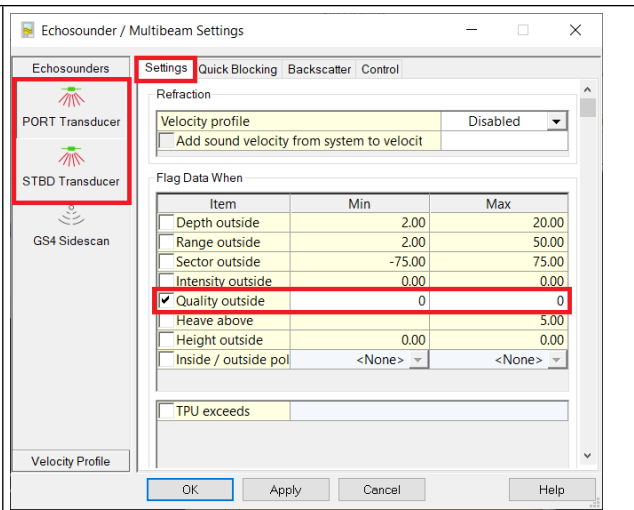 Echosounder / Multibeam Settings
Echosounders
PORT Transducer
STBD Transducer
GS4 Sidescan
Velocity Profile
Settings Quick Blocking Backscatter Control
Refraction
Velocity profile Disabled
Add sound velocity from system to velocit
Flag Data When
Item Min Max
Depth outside 2.00 20.00
Range outside 2.00 50.00
Sector outside -75.00 75.00
Intensity outside 0.00 0.00
Quality outside 0 0
Heave above 5.00
Height outside 0.00 0.00
Inside / outside pol <None> <None>
TPU exceeds
OK Apply Cancel Help